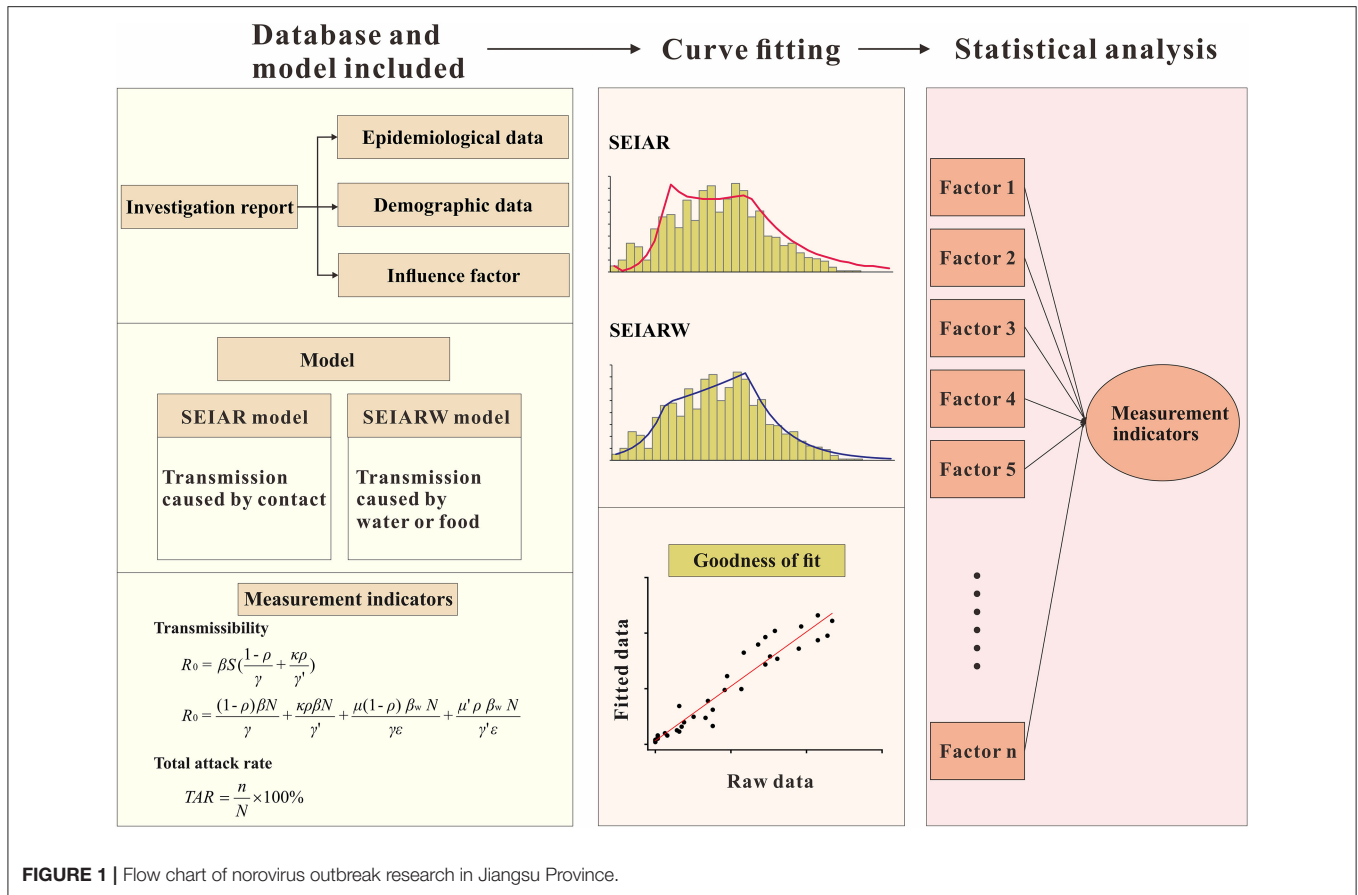 Database and
model included
Curve fitting
Statistical analysis
Investigation report
Epidemiological data
Demographic data
Influence factor
Model
SEIAR model
Transmission
caused by contact
SEIARW model
Transmission
caused by
water or food
Measurement indicators
Transmissibility
R₀ = βS((1-ρ)/γ + κρ/γ')
R₀ = (1-ρ)βN/γ + κρβN/γ' + μ(1-ρ) β_w N/γε + μ'ρ β_w N/γ'ε
Total attack rate
TAR = n/N ×100%
SEIAR
SEIARW
Goodness of fit
Fitted data
Raw data
Factor 1
Factor 2
Factor 3
Factor 4
Factor 5
Factor n
Measurement
indicators
FIGURE 1 | Flow chart of norovirus outbreak research in Jiangsu Province.